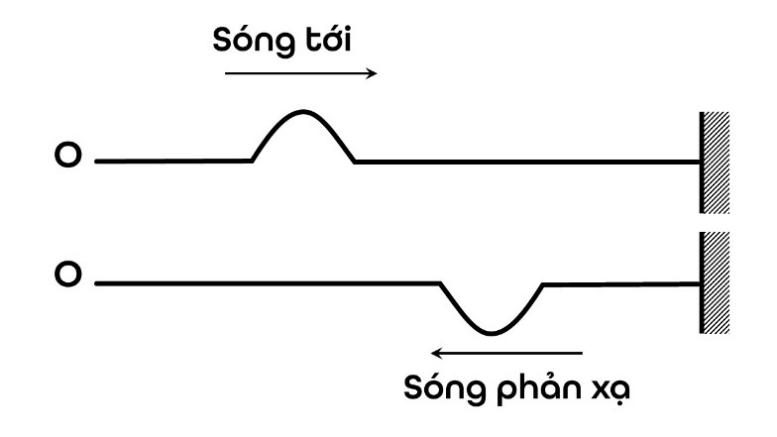 Sóng tới
O
O
Sóng phản xạ